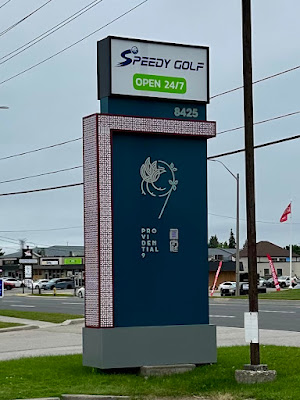 SPEEDY GOLF
OPEN 24/7
8425
PRO
VI
DEN
TIAL
9